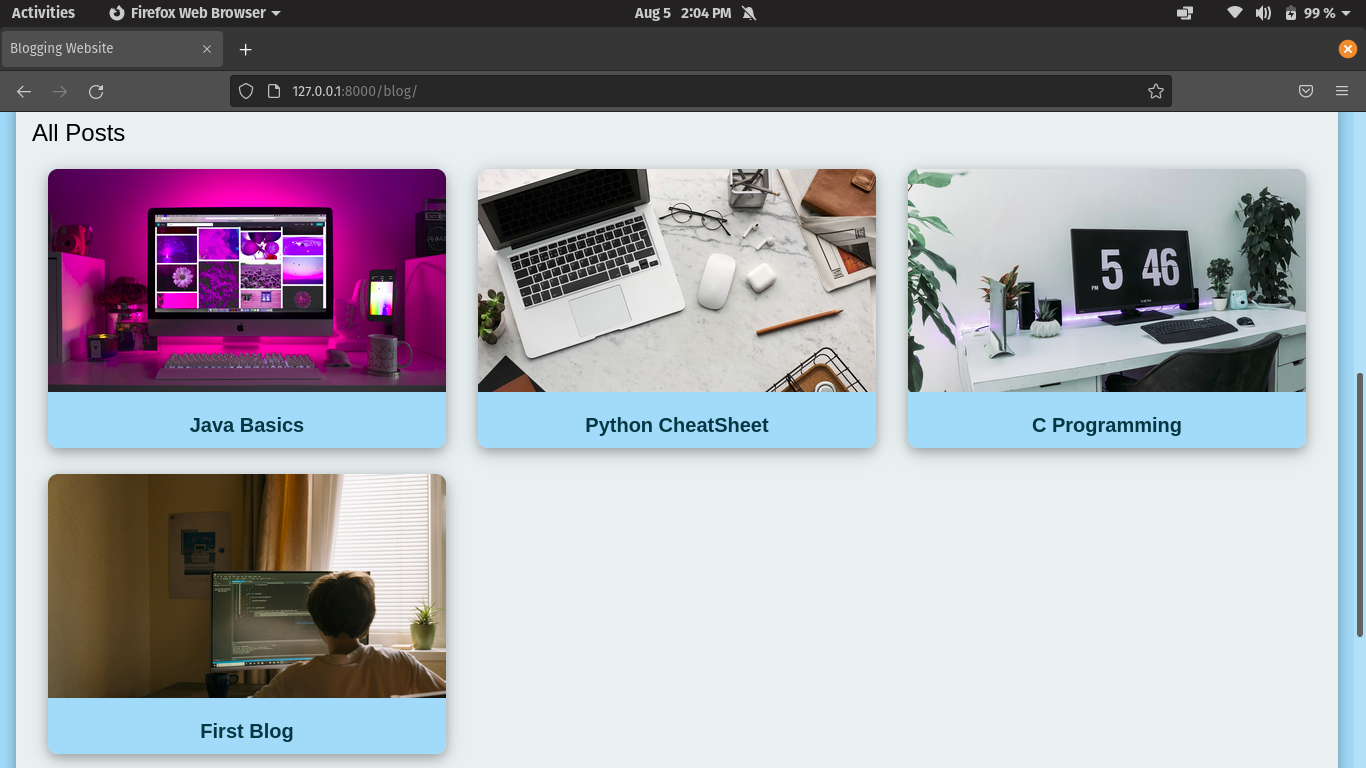 Activities
Firefox Web Browser
Aug 5 2:04 PM
99 %
Blogging Website
127.0.0.1:8000/blog/
All Posts
PM 5 46
Java Basics
Python CheatSheet
C Programming
First Blog